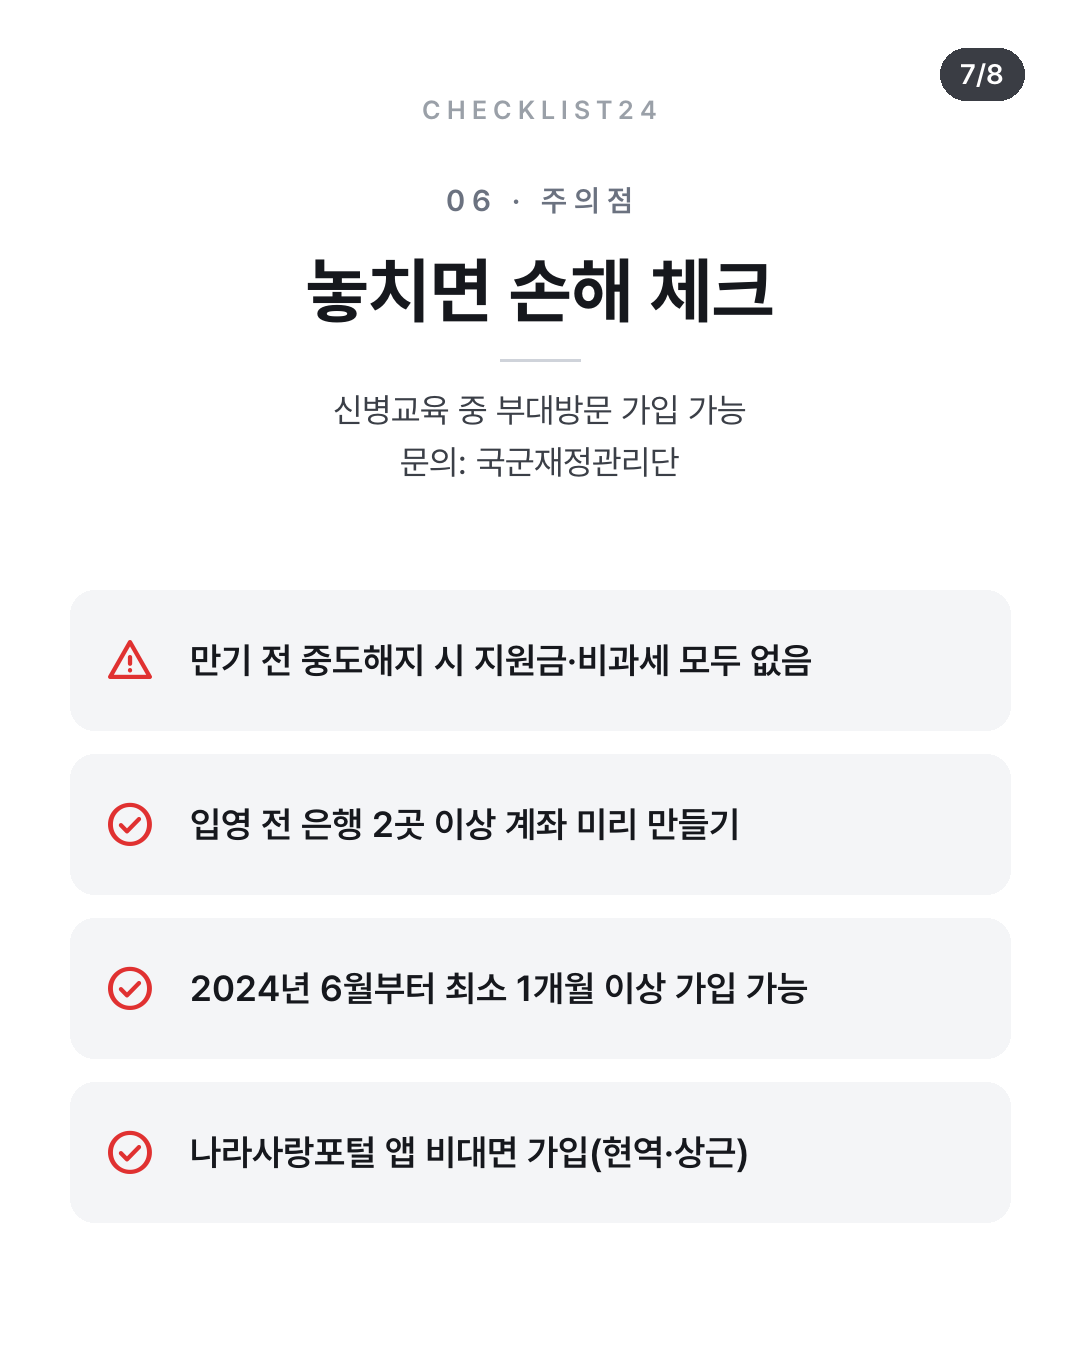 7/8
CHECKLIST24
06 · 주의점
놓치면 손해 체크
신병교육 중 부대방문 가입 가능
문의: 국군재정관리단
만기 전 중도해지 시 지원금·비과세 모두 없음
입영 전 은행 2곳 이상 계좌 미리 만들기
2024년 6월부터 최소 1개월 이상 가입 가능
나라사랑포털 앱 비대면 가입(현역·상근)